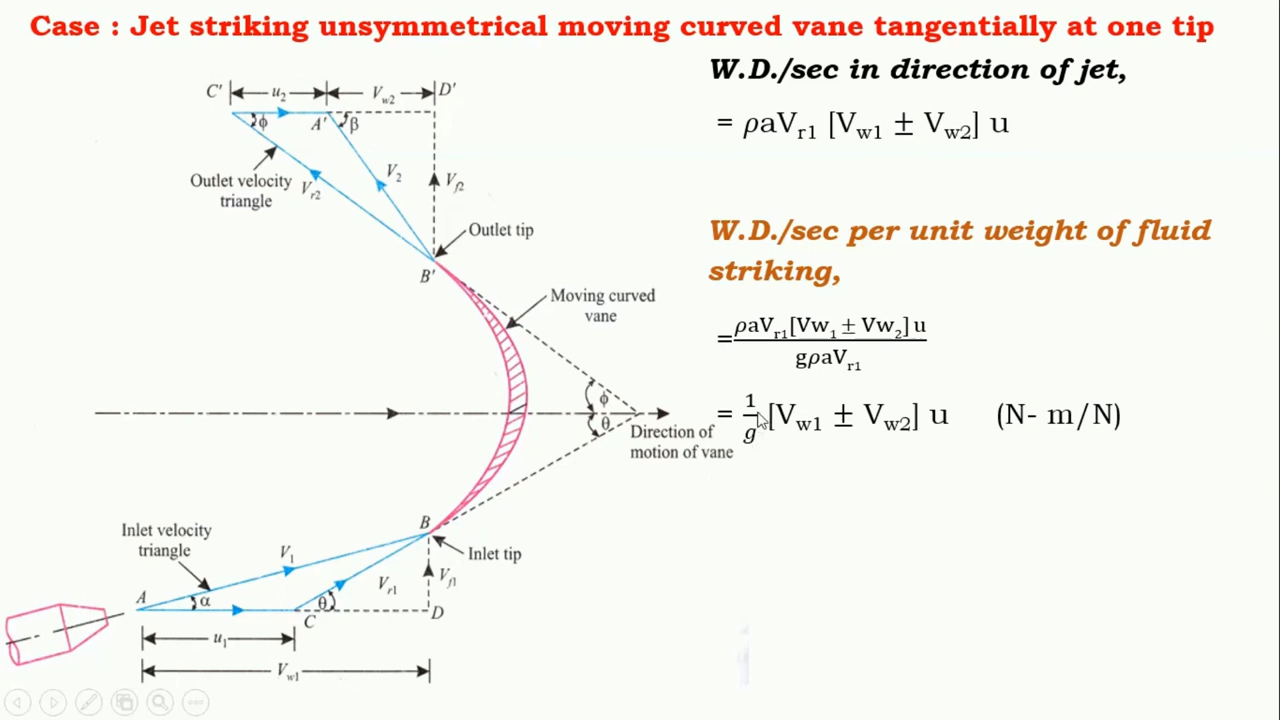 Case : Jet striking unsymmetrical moving curved vane tangentially at one tip
W.D./sec in direction of jet,
= ρaVr1 [Vw1 ± Vw2] u
W.D./sec per unit weight of fluid
striking,
=ρaVr1[Vw1 ± Vw2] u
gρaVr1
= 1/g [Vw1 ± Vw2] u (N- m/N)
C' u2 Vw2 D'
ϕ A' β
Outlet velocity
triangle
Vr2
V2
Vf2
Outlet tip
B'
Moving curved
vane
ϕ
θ
Direction of
motion of vane
Inlet velocity
triangle
B
V1
Inlet tip
Vr1
Vf1
A
α
θ
C
D
u1
Vw1